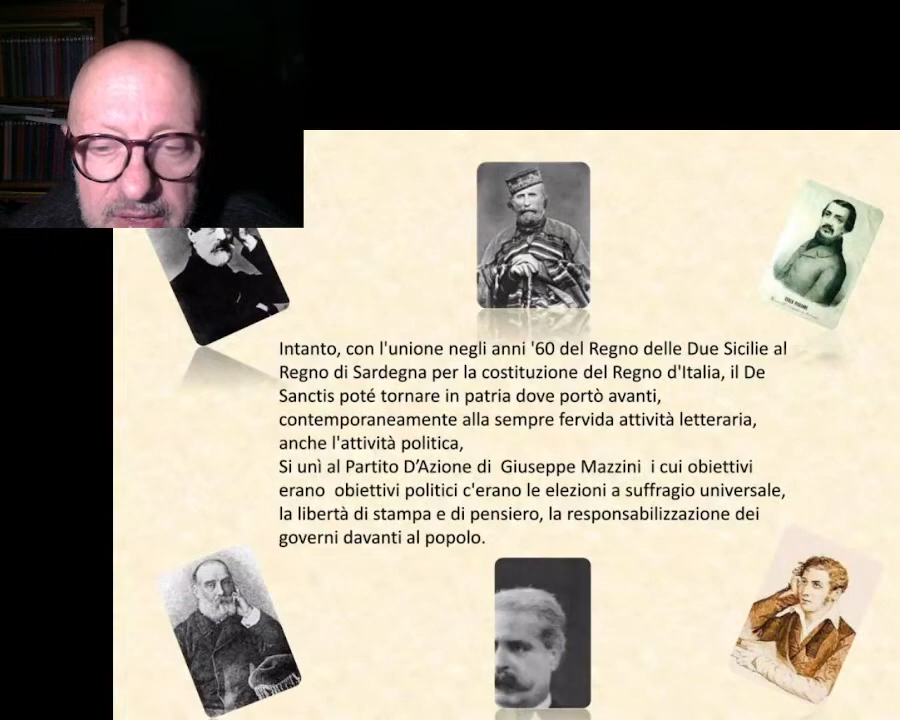 Intanto, con l'unione negli anni '60 del Regno delle Due Sicilie al
Regno di Sardegna per la costituzione del Regno d'Italia, il De
Sanctis poté tornare in patria dove portò avanti,
contemporaneamente alla sempre fervida attività letteraria,
anche l'attività politica,
Si unì al Partito D’Azione di  Giuseppe Mazzini  i cui obiettivi
erano  obiettivi politici c'erano le elezioni a suffragio universale,
la libertà di stampa e di pensiero, la responsabilizzazione dei
governi davanti al popolo.